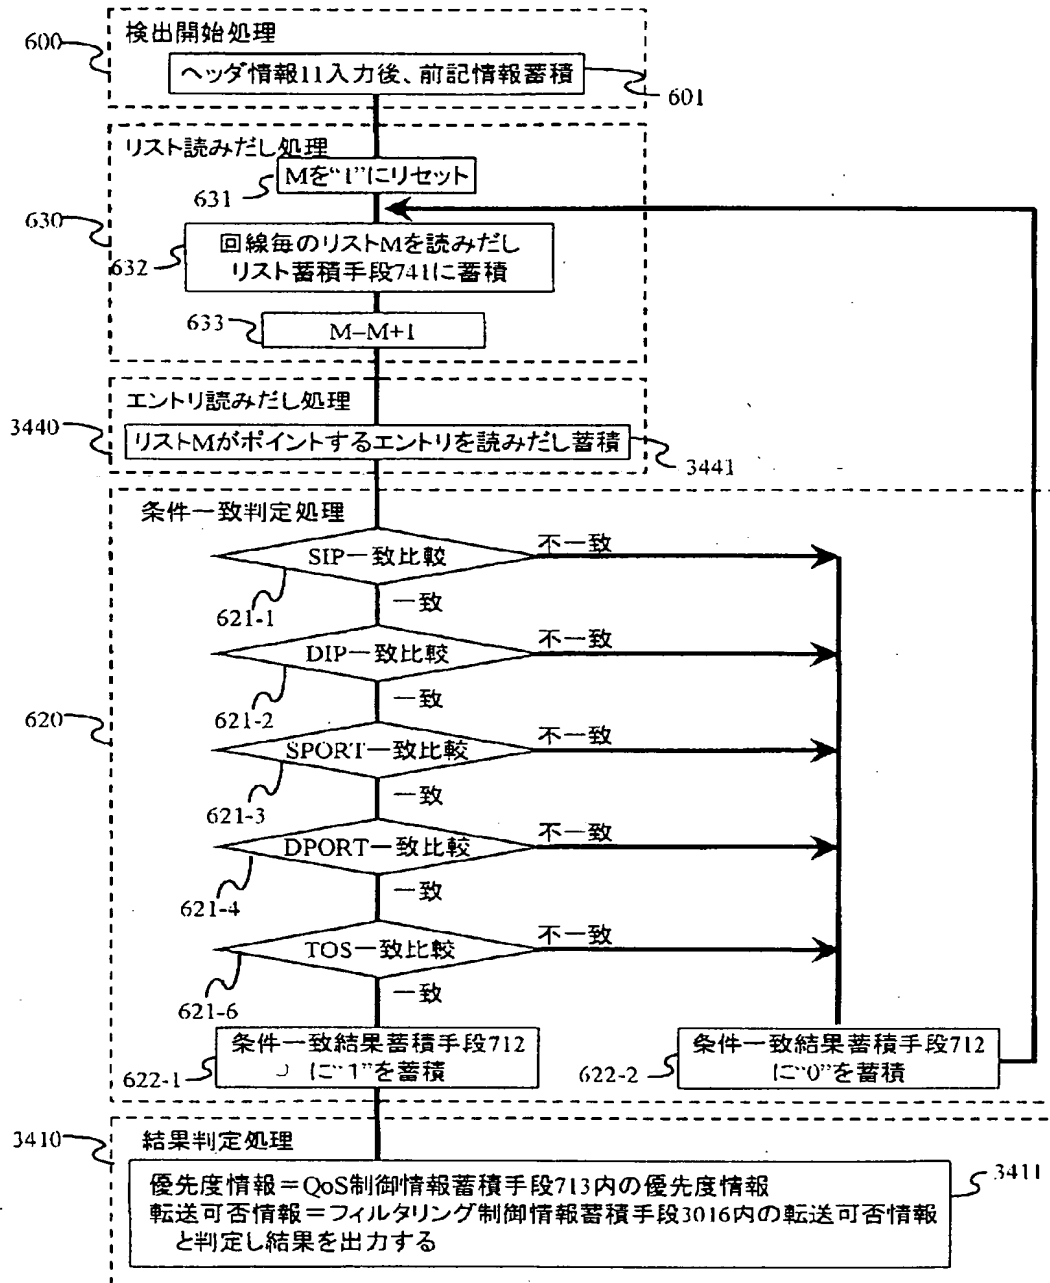 検出開始処理
600
ヘッダ情報11入力後、前記情報蓄積
601
リスト読みだし処理
Mを“1”にリセット
631
630
回線毎のリストMを読みだし
リスト蓄積手段741に蓄積
632
633
M–M+1
エントリ読みだし処理
3440
リストMがポイントするエントリを読みだし蓄積
3441
条件一致判定処理
SIP一致比較
不一致
621-1
一致
DIP一致比較
不一致
621-2
一致
620
SPORT一致比較
不一致
621-3
一致
DPORT一致比較
不一致
621-4
一致
TOS一致比較
不一致
621-6
一致
条件一致結果蓄積手段712
に“1”を蓄積
622-1
条件一致結果蓄積手段712
に“0”を蓄積
622-2
3410
結果判定処理
3411
優先度情報＝QoS制御情報蓄積手段713内の優先度情報
転送可否情報＝フィルタリング制御情報蓄積手段3016内の転送可否情報
と判定し結果を出力する